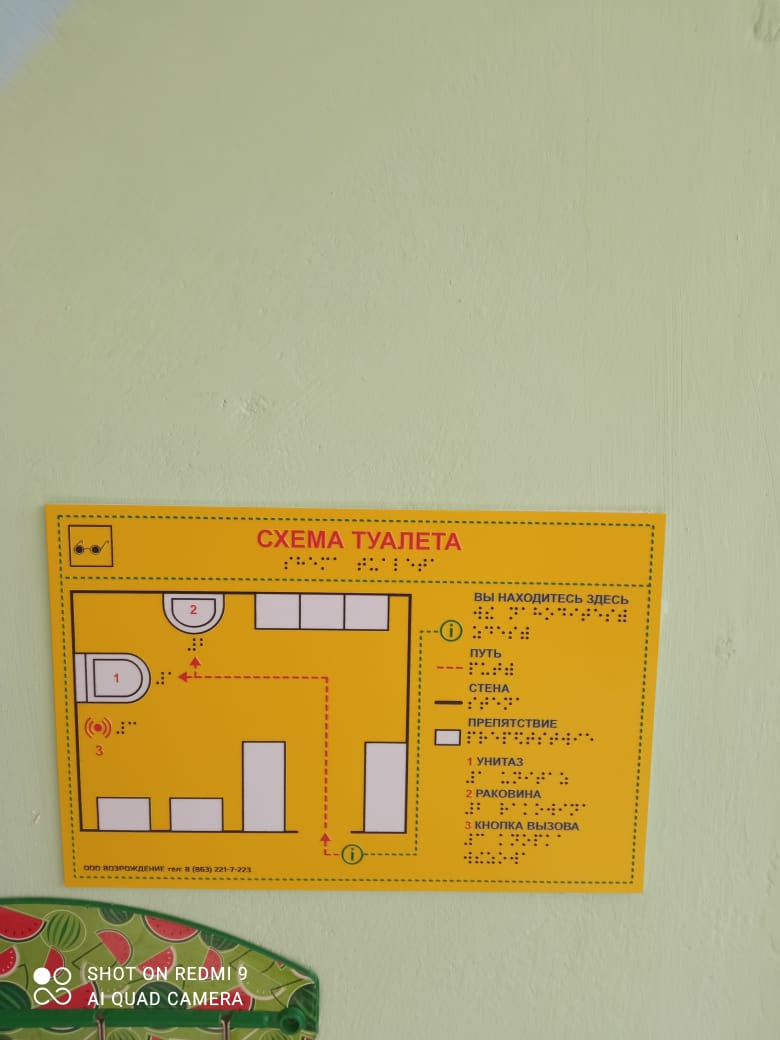 СХЕМА ТУАЛЕТА
⠎⠓⠑⠍⠁ ⠞⠥⠁⠇⠑⠞⠁
2
1
3
ВЫ НАХОДИТЕСЬ ЗДЕСЬ
ПУТЬ
СТЕНА
ПРЕПЯТСТВИЕ
1 УНИТАЗ
2 РАКОВИНА
3 КНОПКА ВЫЗОВА
ООО ВОЗРОЖДЕНИЕ тел: 8 (863) 221-7-223
SHOT ON REDMI 9
AI QUAD CAMERA